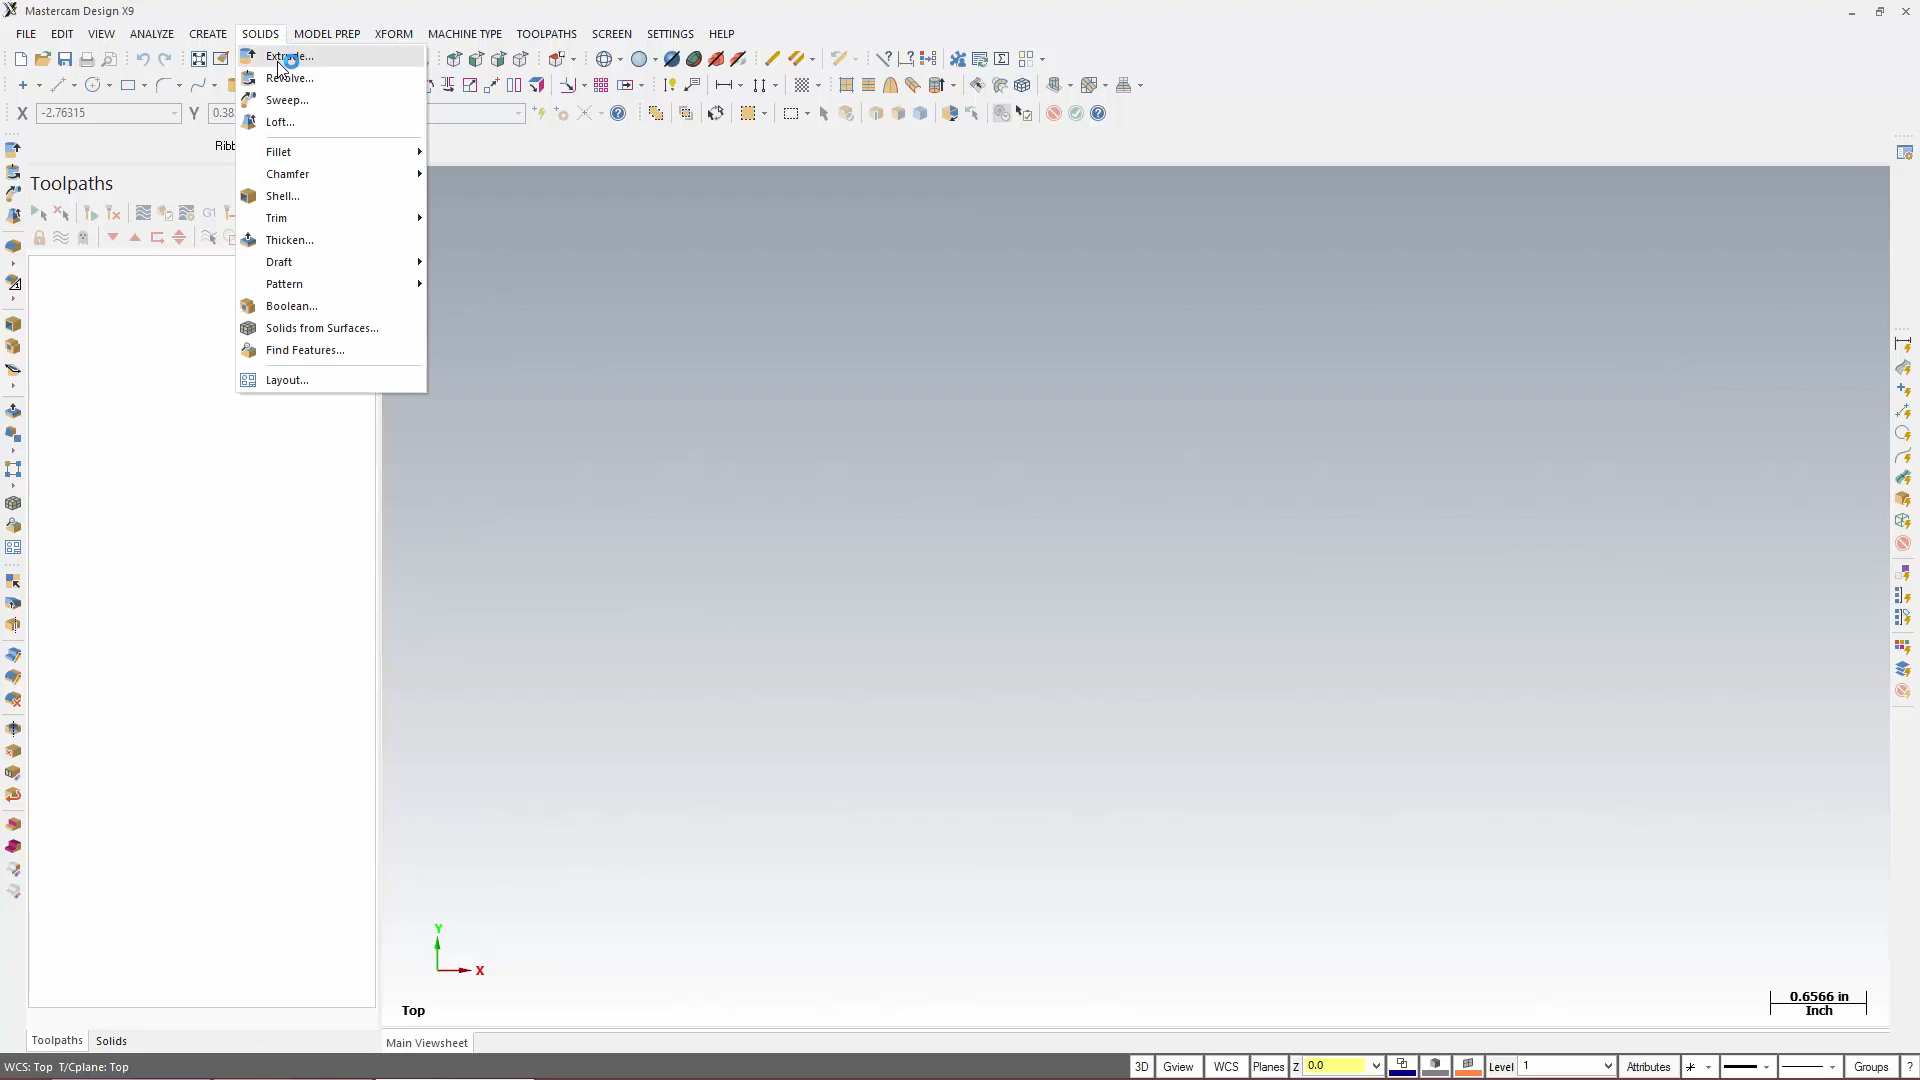 Mastercam Design X9
FILE EDIT VIEW ANALYZE CREATE SOLIDS MODEL PREP XFORM MACHINE TYPE TOOLPATHS SCREEN SETTINGS HELP
Extrude...
Revolve...
X -2.76315 Y 0.38
Sweep...
Loft...
Ribb
Fillet
Chamfer
Toolpaths
Shell...
G1
Trim
Thicken...
Draft
Pattern
Boolean...
Solids from Surfaces...
Find Features...
Layout...
Y
X
Top
0.6566 in
Inch
Toolpaths Solids
Main Viewsheet
WCS: Top T/Cplane: Top
3D Gview WCS Planes Z 0.0 Level 1 Attributes Groups ?